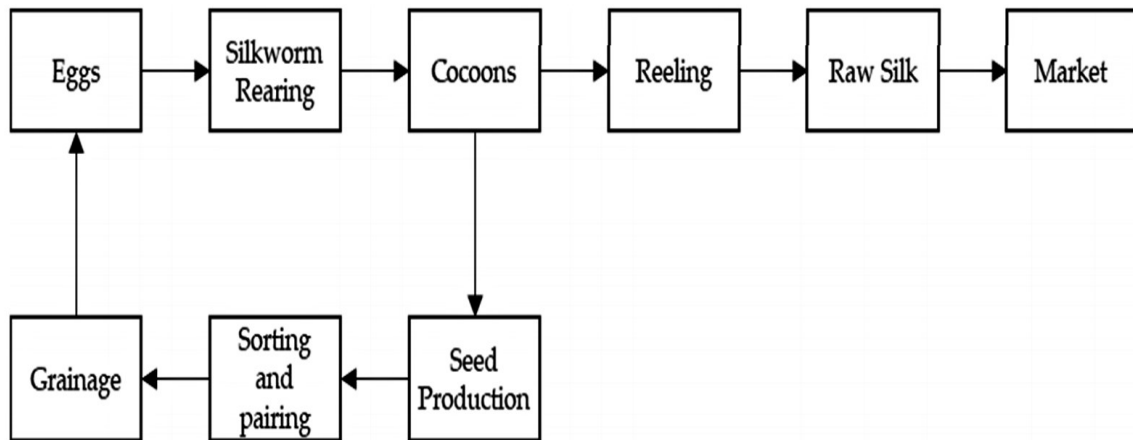 Eggs
Silkworm
Rearing
Cocoons
Reeling
Raw Silk
Market
Grainage
Sorting
and
pairing
Seed
Production